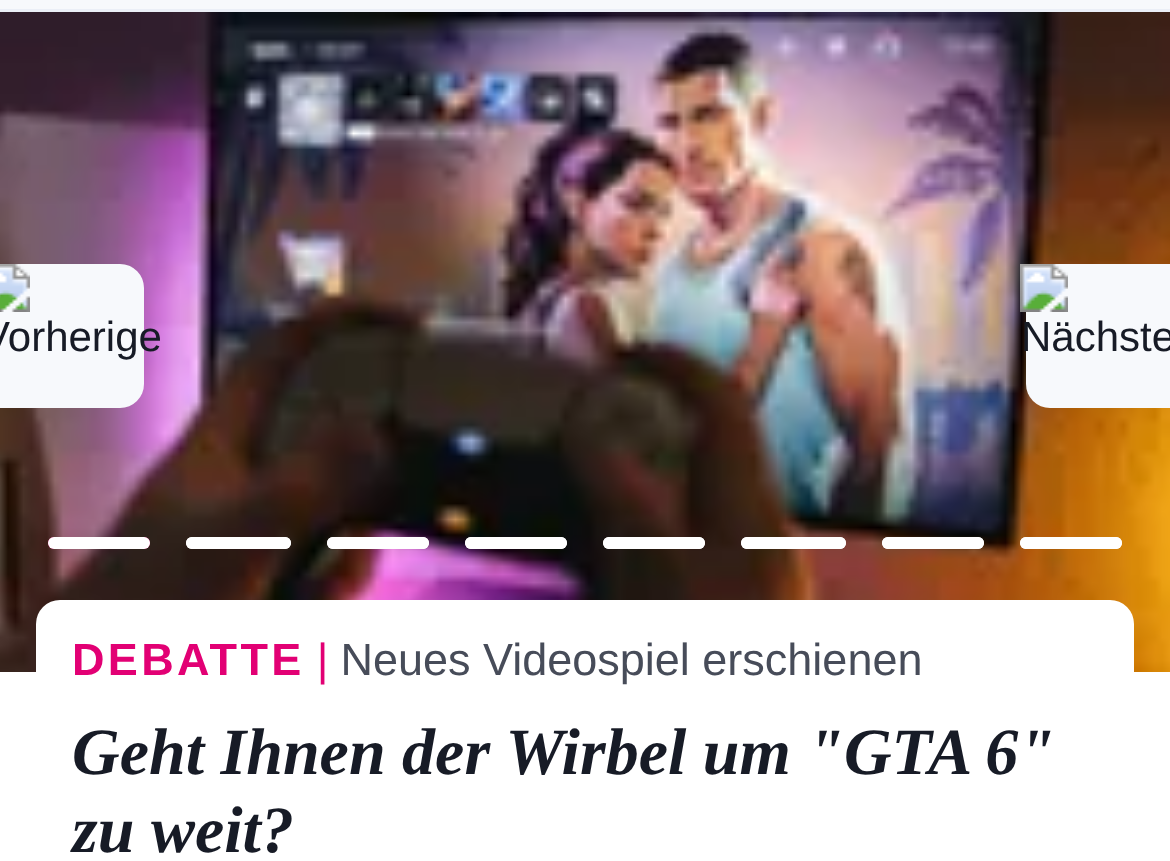 Vorherige
Nächste
DEBATTE | Neues Videospiel erschienen
Geht Ihnen der Wirbel um "GTA 6"
zu weit?